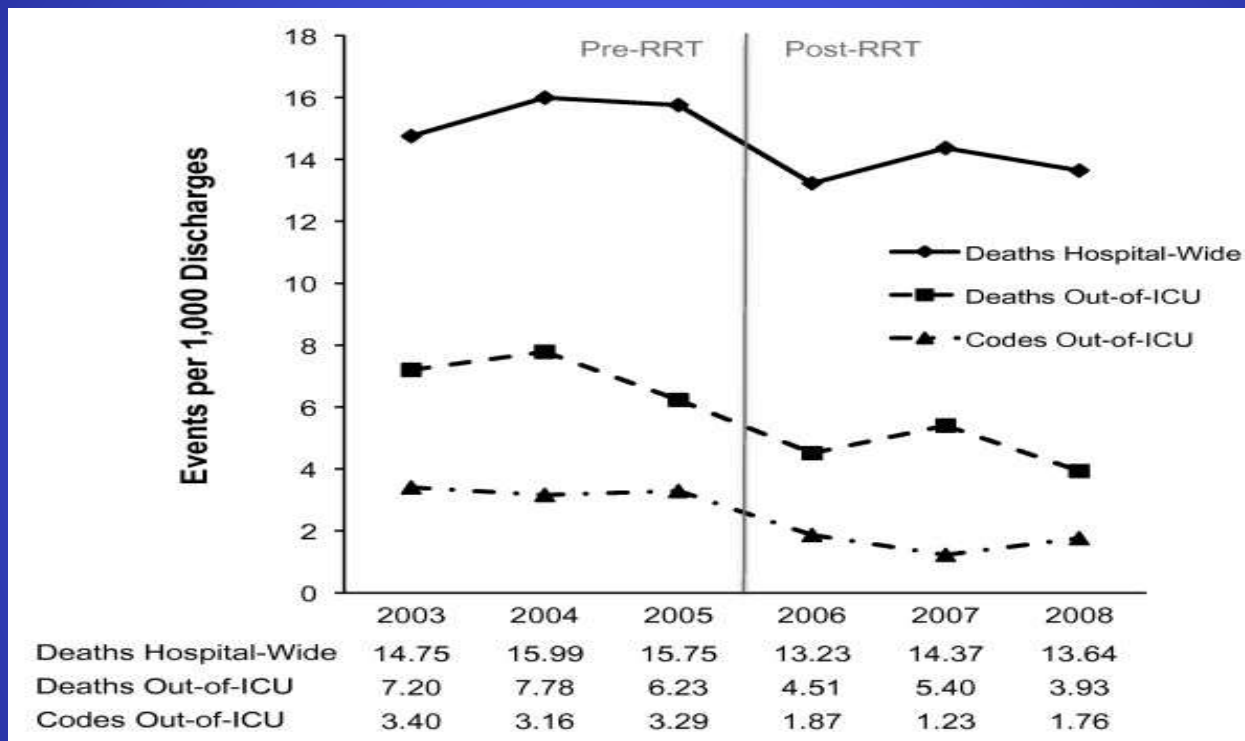 18
Pre-RRT
Post-RRT
16
14
12
10
8
6
4
2
0
Events per 1,000 Discharges
Deaths Hospital-Wide
Deaths Out-of-ICU
Codes Out-of-ICU
2003 2004 2005 2006 2007 2008
Deaths Hospital-Wide 14.75 15.99 15.75 13.23 14.37 13.64
Deaths Out-of-ICU 7.20 7.78 6.23 4.51 5.40 3.93
Codes Out-of-ICU 3.40 3.16 3.29 1.87 1.23 1.76